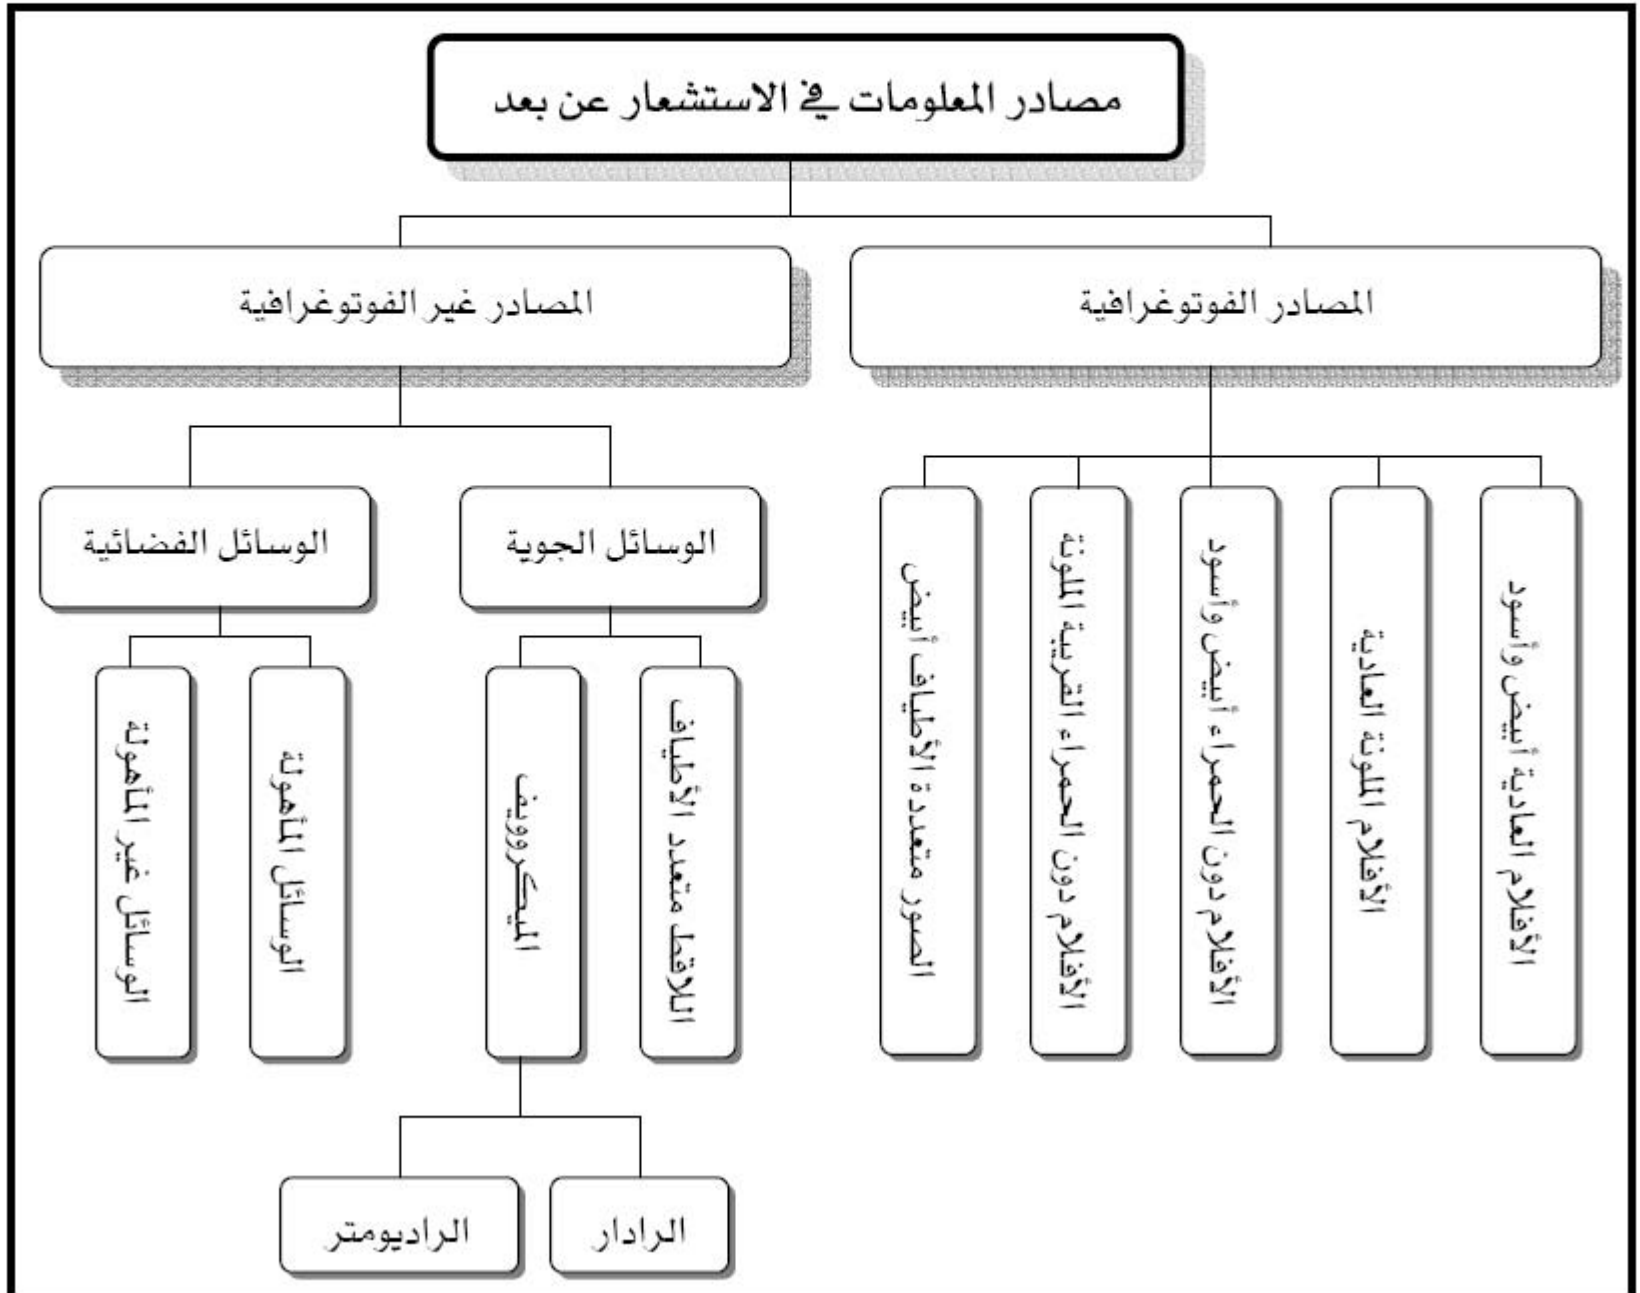 مصادر المعلومات في الاستشعار عن بعد
المصادر الفوتوغرافية
المصادر غير الفوتوغرافية
الأفلام العادية أبيض وأسود
الأفلام الملونة العادية
الأفلام دون الحمراء أبيض وأسود
الأفلام دون الحمراء القريبة الملونة
الصور متعددة الأطياف أبيض
الوسائل الجوية
الوسائل الفضائية
اللاقط متعدد الأطياف
الميكروويف
الوسائل المأهولة
الوسائل غير المأهولة
الرادار
الراديومتر